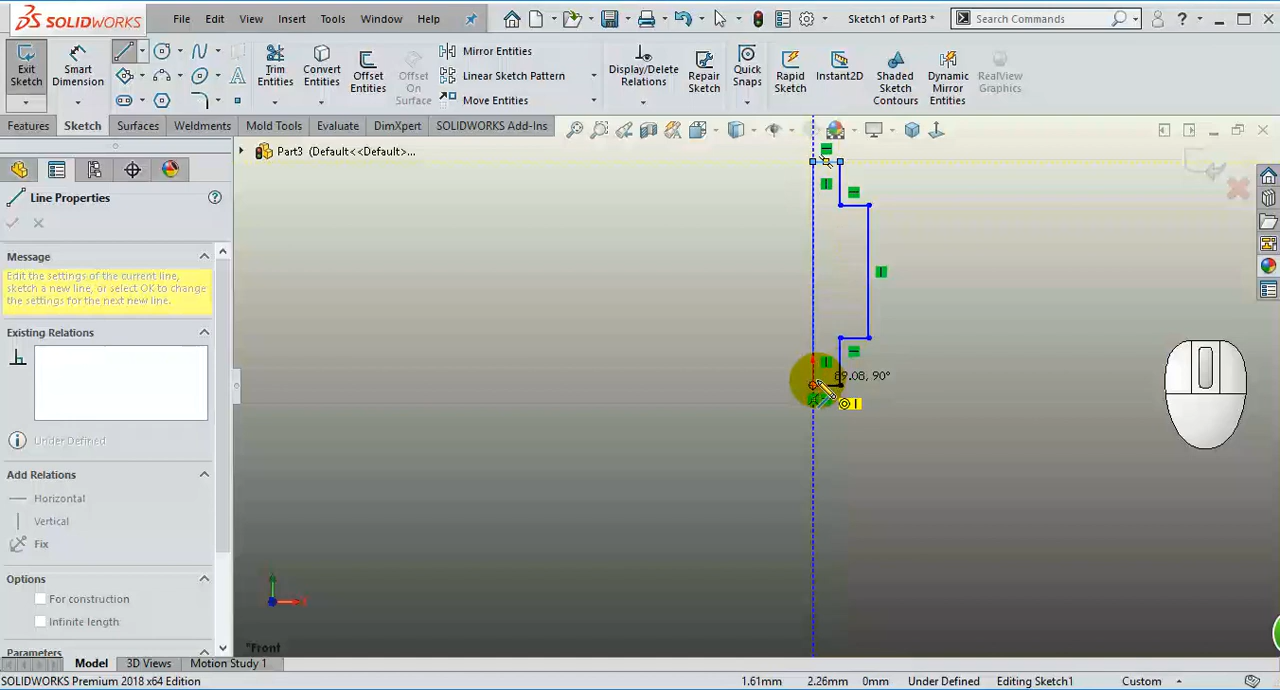 SOLIDWORKS
File Edit View Insert Tools Window Help
Sketch1 of Part3 *
Search Commands
?
Exit Sketch
Smart Dimension
Trim Entities
Convert Entities
Offset Entities
Offset On Surface
Mirror Entities
Linear Sketch Pattern
Move Entities
Display/Delete Relations
Repair Sketch
Quick Snaps
Rapid Sketch
Instant2D
Shaded Sketch Contours
Dynamic Mirror Entities
RealView Graphics
Features Sketch Surfaces Weldments Mold Tools Evaluate DimXpert SOLIDWORKS Add-Ins
Part3 (Default<<Default>...
Line Properties
Message
Edit the settings of the current line,
sketch a new line, or select OK to change
the settings for the next new line.
Existing Relations
Under Defined
Add Relations
Horizontal
Vertical
Fix
Options
For construction
Infinite length
Parameters
89.08, 90°
*Front
Model 3D Views Motion Study 1
SOLIDWORKS Premium 2018 x64 Edition
1.61mm 2.26mm 0mm Under Defined Editing Sketch1 Custom